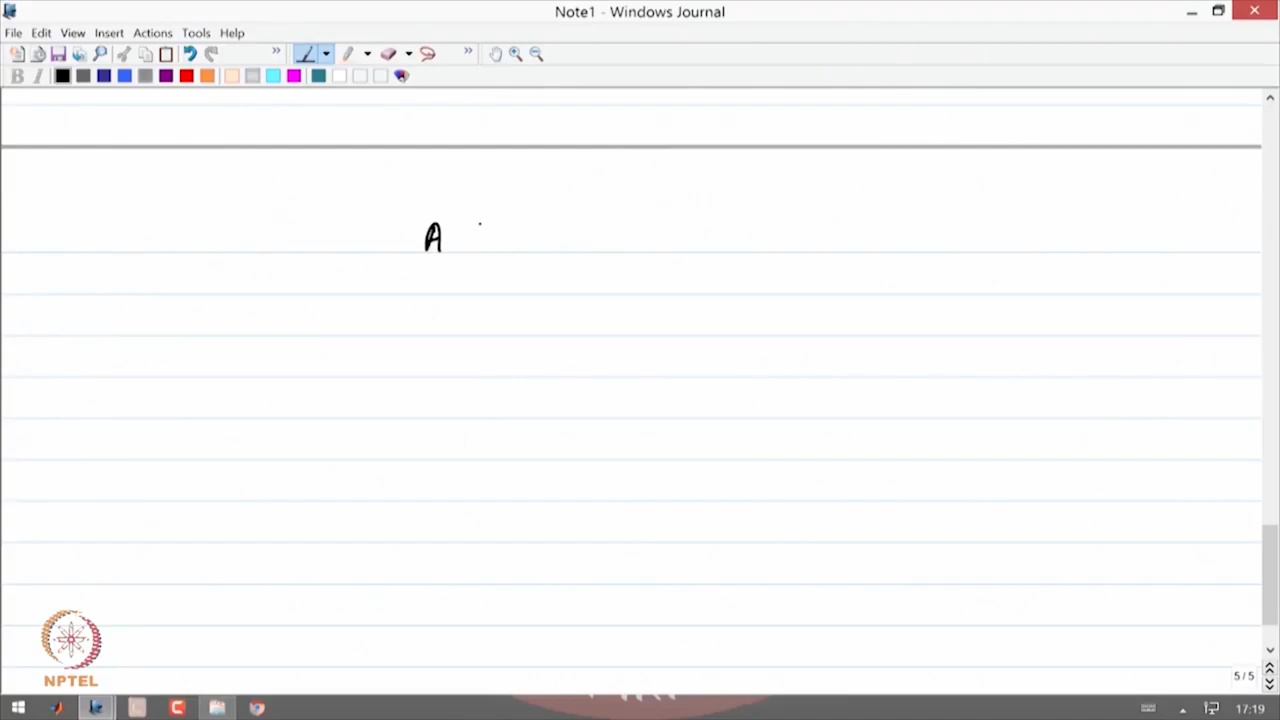 Note1 - Windows Journal
File Edit View Insert Actions Tools Help
B I
A
5 / 5
NPTEL
17:19